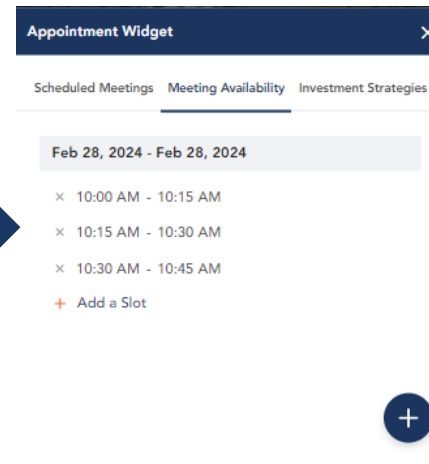 Appointment Widget
Scheduled Meetings Meeting Availability Investment Strategies
Feb 28, 2024 - Feb 28, 2024
× 10:00 AM - 10:15 AM
× 10:15 AM - 10:30 AM
× 10:30 AM - 10:45 AM
+ Add a Slot